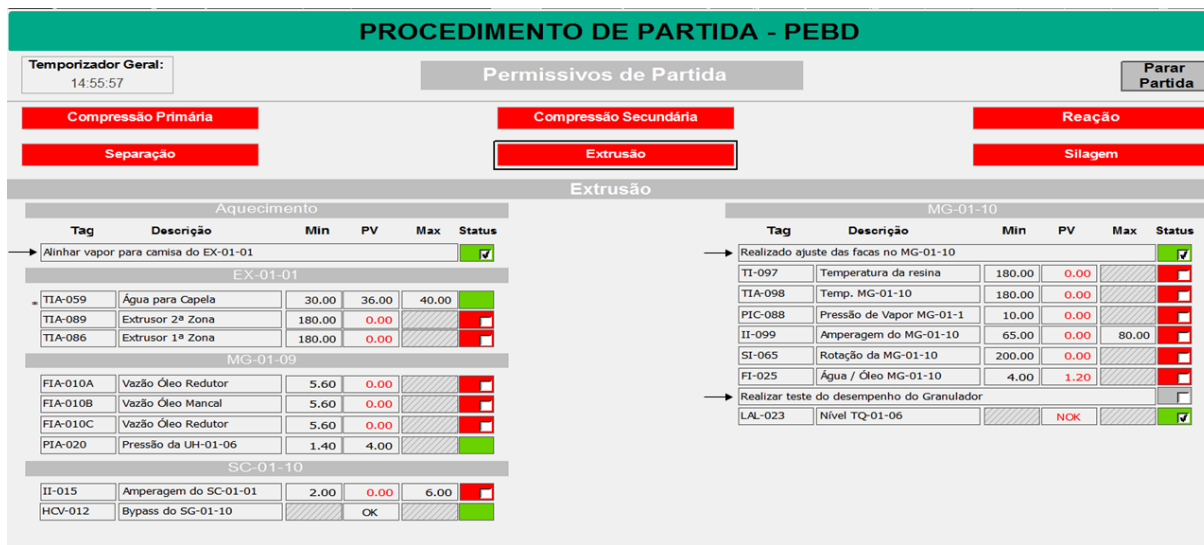 PROCEDIMENTO DE PARTIDA - PEBD
Temporizador Geral:
14:55:57
Permissivos de Partida
Parar
Partida
Compressão Primária
Compressão Secundária
Reação
Separação
Extrusão
Silagem
Extrusão
Aquecimento
Tag Descrição Min PV Max Status
Alinhar vapor para camisa do EX-01-01
EX-01-01
TIA-059 Água para Capela 30.00 36.00 40.00
TIA-089 Extrusor 2ª Zona 180.00 0.00
TIA-086 Extrusor 1ª Zona 180.00 0.00
MG-01-09
FIA-010A Vazão Óleo Redutor 5.60 0.00
FIA-010B Vazão Óleo Mancal 5.60 0.00
FIA-010C Vazão Óleo Redutor 5.60 0.00
PIA-020 Pressão da UH-01-06 1.40 4.00
SC-01-10
II-015 Amperagem do SC-01-01 2.00 0.00 6.00
HCV-012 Bypass do SG-01-10 OK
MG-01-10
Tag Descrição Min PV Max Status
Realizado ajuste das facas no MG-01-10
TI-097 Temperatura da resina 180.00 0.00
TIA-098 Temp. MG-01-10 180.00 0.00
PIC-088 Pressão de Vapor MG-01-1 10.00 0.00
II-099 Amperagem do MG-01-10 65.00 0.00 80.00
SI-065 Rotação da MG-01-10 200.00 0.00
FI-025 Água / Óleo MG-01-10 4.00 1.20
Realizar teste do desempenho do Granulador
LAL-023 Nível TQ-01-06 NOK